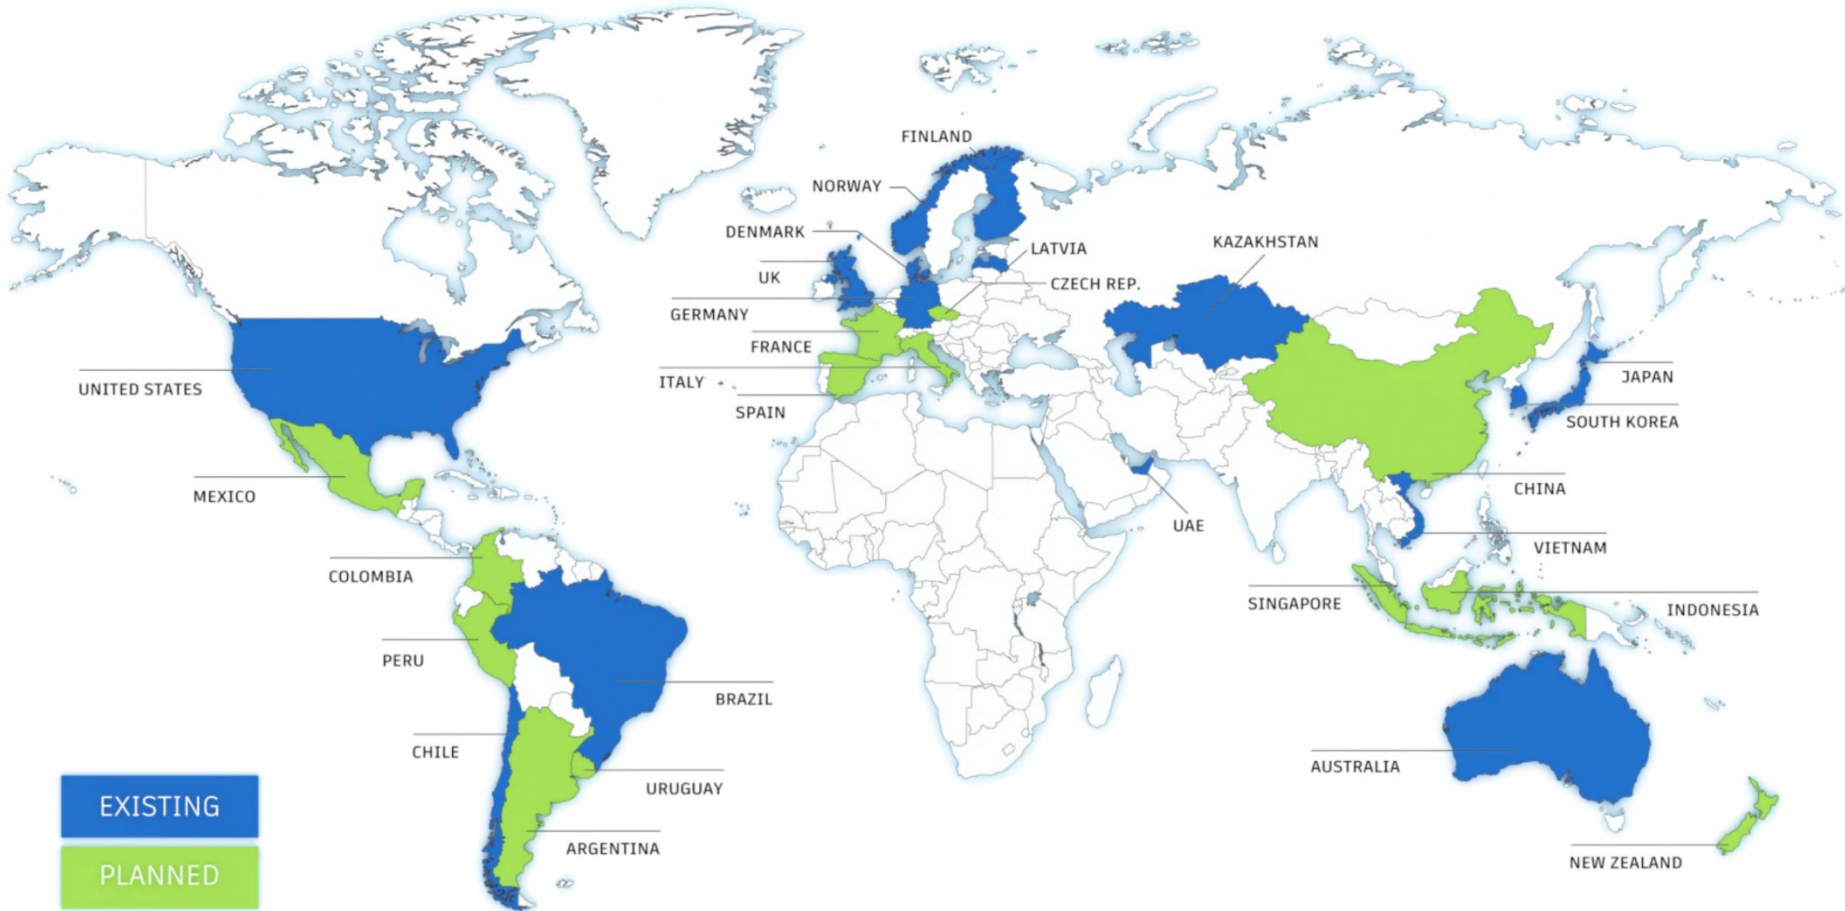 FINLAND
NORWAY
DENMARK
LATVIA
KAZAKHSTAN
UK
CZECH REP.
GERMANY
FRANCE
ITALY
SPAIN
UNITED STATES
JAPAN
SOUTH KOREA
MEXICO
CHINA
UAE
VIETNAM
COLOMBIA
SINGAPORE
INDONESIA
PERU
BRAZIL
CHILE
AUSTRALIA
URUGUAY
EXISTING
ARGENTINA
NEW ZEALAND
PLANNED